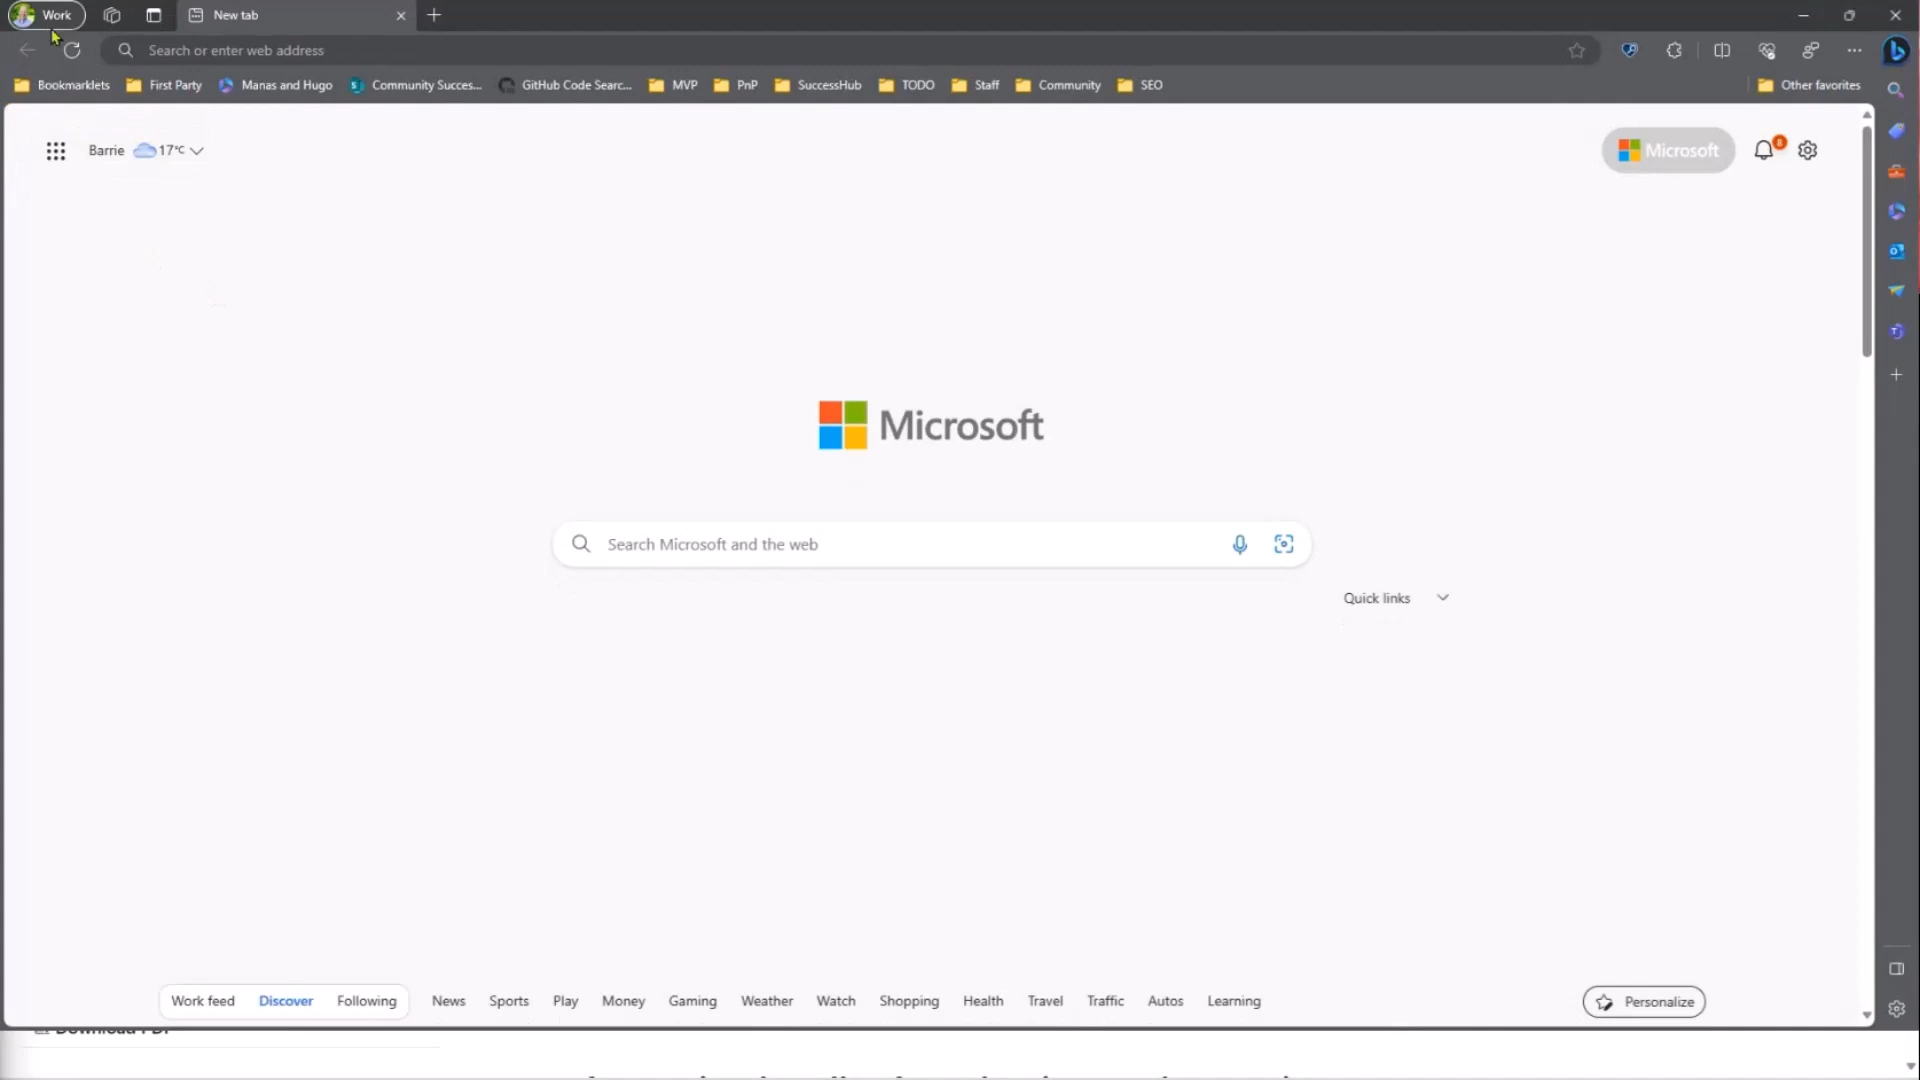 Work
New tab
Search or enter web address
Bookmarklets First Party Manas and Hugo Community Succes... GitHub Code Searc... MVP PnP SuccessHub TODO Staff Community SEO Other favorites
Barrie 17°C
Microsoft
8
Microsoft
Search Microsoft and the web
Quick links
Work feed Discover Following News Sports Play Money Gaming Weather Watch Shopping Health Travel Traffic Autos Learning
Personalize
Download PDF